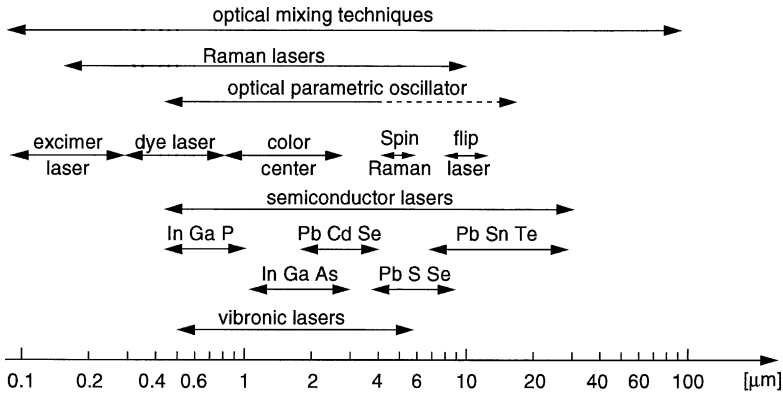 optical mixing techniques
Raman lasers
optical parametric oscillator
excimer laser
dye laser
color center
Spin flip
Raman laser
semiconductor lasers
In Ga P Pb Cd Se Pb Sn Te
In Ga As Pb S Se
vibronic lasers
0.1 0.2 0.4 0.6 1 2 4 6 10 20 40 60 100 [μm]